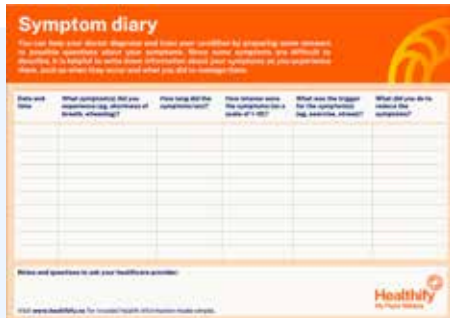 Symptom diary
You can help your doctor diagnose and treat your condition by preparing some answers
to possible questions about your symptoms. Since some symptoms are difficult to
describe, it is helpful to write down information about your symptoms as you experience
them, such as when they occur and what you did to manage them.
Date and time
What symptom(s) did you experience (eg, shortness of breath, wheezing)?
How long did the symptoms last?
How intense were the symptoms (on a scale of 1-10)?
What was the trigger for the symptom(s) (eg, exercise, stress)?
What did you do to reduce the symptoms?
Notes and questions to ask your healthcare provider:
Visit www.healthify.nz for trusted health information made simple.
Healthify
He Puna Waiora